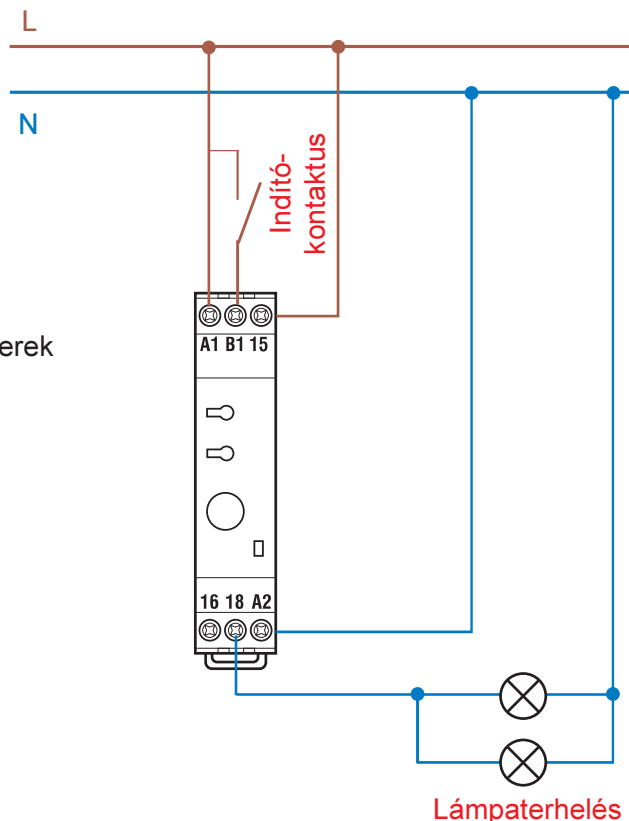 L
N
Indító-
kontaktus
erek
A1 B1 15
16 18 A2
Lámpaterhelés